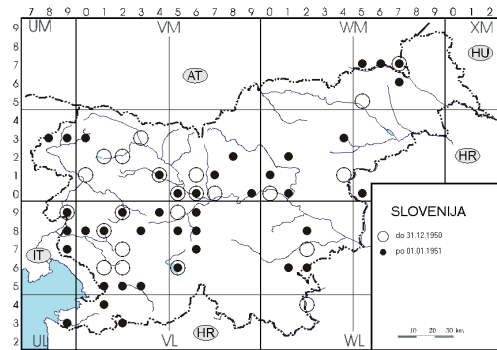 UM VM WM XM
7 8 9 0 1 2 3 4 5 6 7 8 9 0 1 2 3 4 5 6 7 8 9 0 1 2
9
8
7
6
5
4
3
2
1
0
9
8
7
6
5
4
3
2
AT
HU
HR
IT
HR
UL VL WL
SLOVENIJA
do 31.12.1950
po 01.01.1951
10 20 30 km